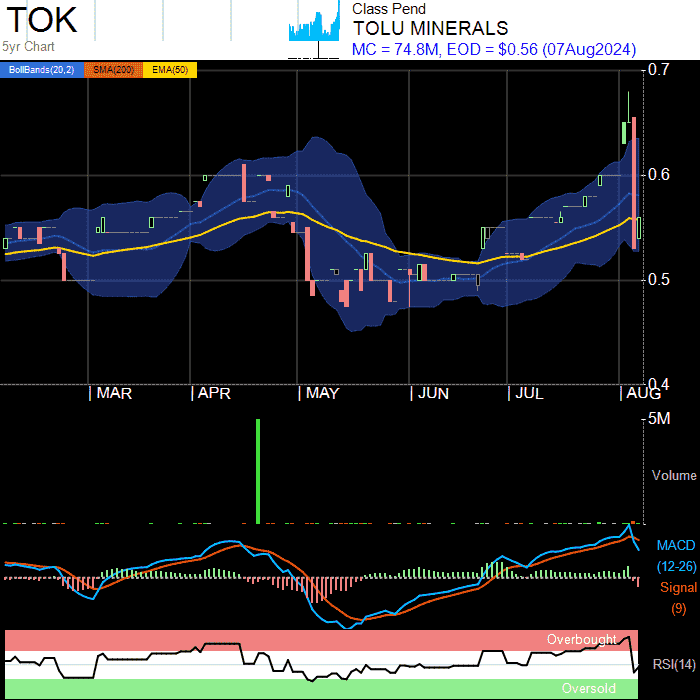 TOK
5yr Chart
Class Pend
TOLU MINERALS
MC = 74.8M, EOD = $0.56 (07Aug2024)
BollBands(20,2) SMA(200) EMA(50)
0.7
0.6
0.5
0.4
| MAR | APR | MAY | JUN | JUL | AUG
5M
Volume
MACD
(12-26)
Signal
(9)
Overbought
RSI(14)
Oversold